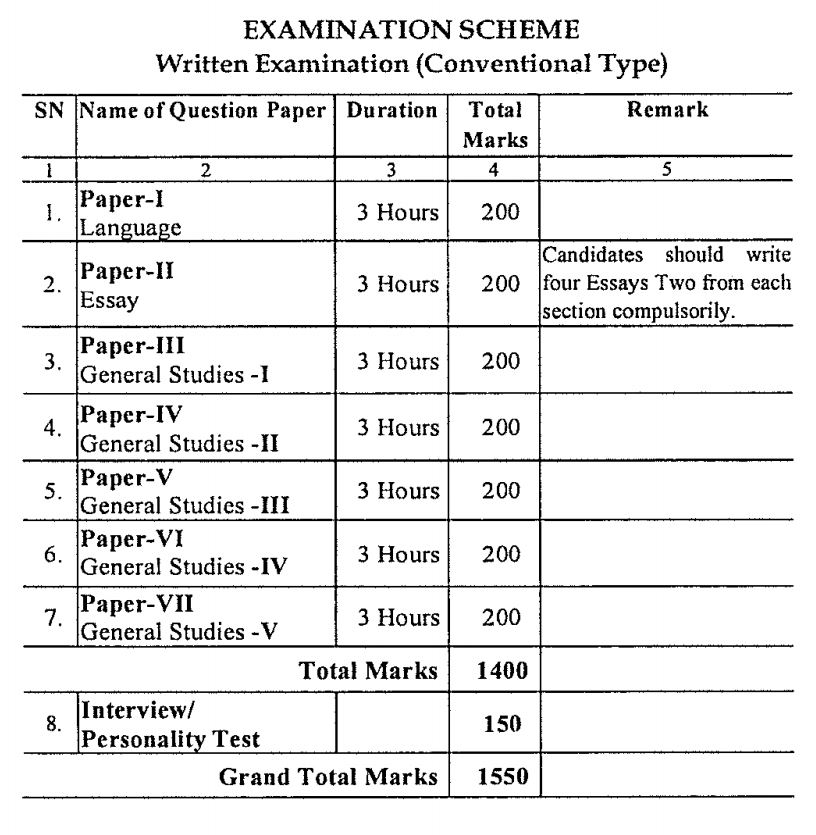 EXAMINATION SCHEME
Written Examination (Conventional Type)
SN Name of Question Paper Duration Total Marks Remark
1 2 3 4 5
1. Paper-I Language 3 Hours 200
2. Paper-II Essay 3 Hours 200 Candidates should write four Essays Two from each section compulsorily.
3. Paper-III General Studies -I 3 Hours 200
4. Paper-IV General Studies -II 3 Hours 200
5. Paper-V General Studies -III 3 Hours 200
6. Paper-VI General Studies -IV 3 Hours 200
7. Paper-VII General Studies -V 3 Hours 200
Total Marks 1400
8. Interview/ Personality Test 150
Grand Total Marks 1550